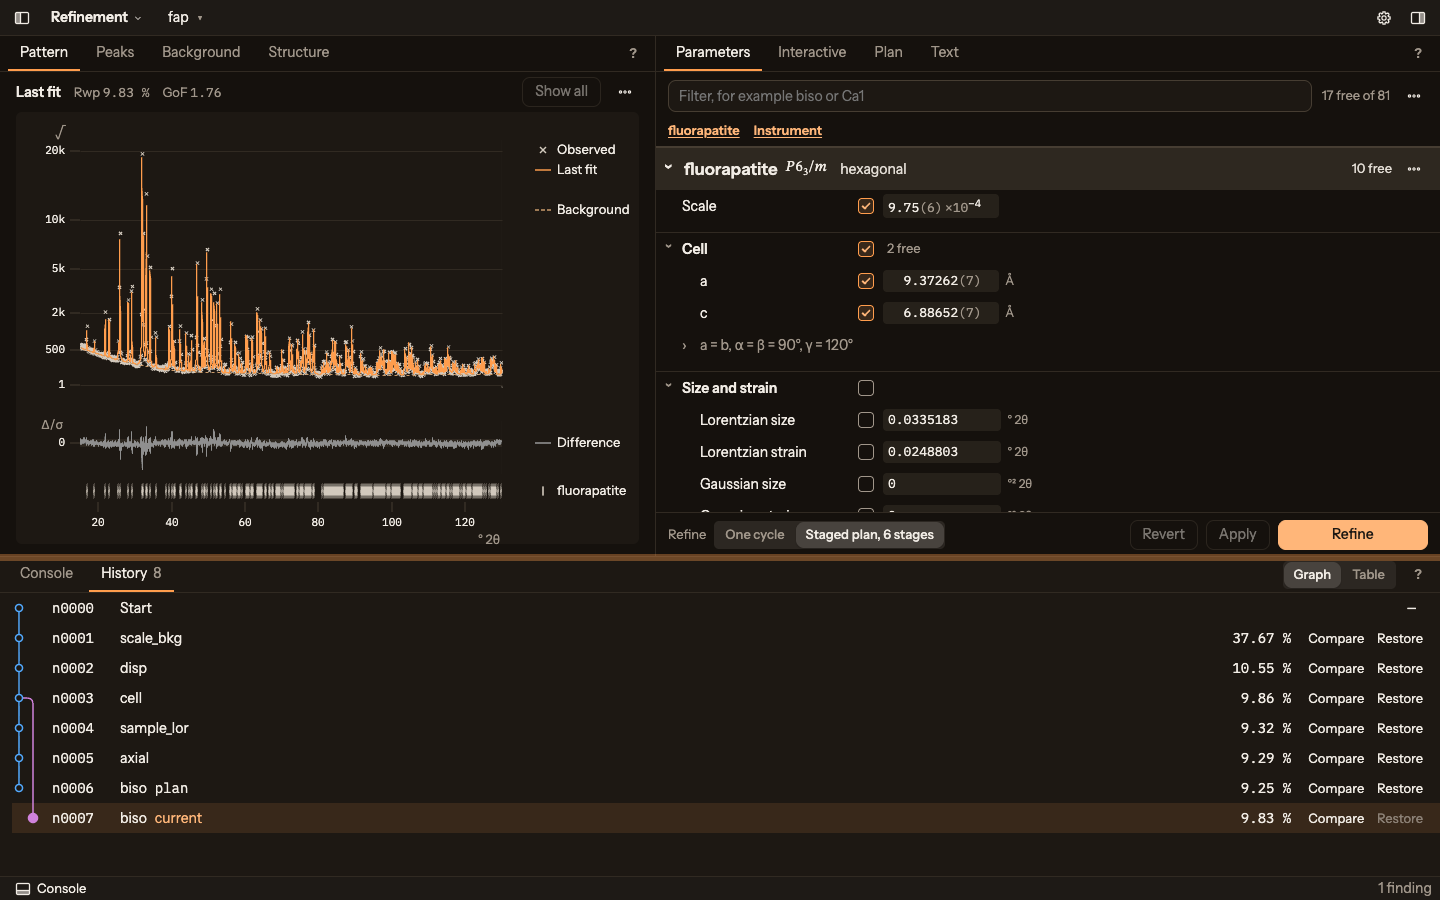 Refinement fap
Pattern Peaks Background Structure ?
Last fit Rwp 9.83 % GoF 1.76 Show all
√
20k
10k
5k
2k
500
1
Δ/σ
0
20 40 60 80 100 120
° 2θ
× Observed
Last fit
Background
Difference
fluorapatite
Parameters Interactive Plan Text ?
Filter, for example biso or Ca1 17 free of 81
fluorapatite Instrument
fluorapatite P6₃/m hexagonal 10 free
Scale 9.75(6) ×10⁻⁴
Cell 2 free
a 9.37262(7) Å
c 6.88652(7) Å
› a = b, α = β = 90°, γ = 120°
Size and strain
Lorentzian size 0.0335183 ° 2θ
Lorentzian strain 0.0248803 ° 2θ
Gaussian size 0 °² 2θ
Refine One cycle Staged plan, 6 stages Revert Apply Refine
Console History 8 Graph Table ?
n0000 Start –
n0001 scale_bkg 37.67 % Compare Restore
n0002 disp 10.55 % Compare Restore
n0003 cell 9.86 % Compare Restore
n0004 sample_lor 9.32 % Compare Restore
n0005 axial 9.29 % Compare Restore
n0006 biso plan 9.25 % Compare Restore
n0007 biso current 9.83 % Compare Restore
Console 1 finding